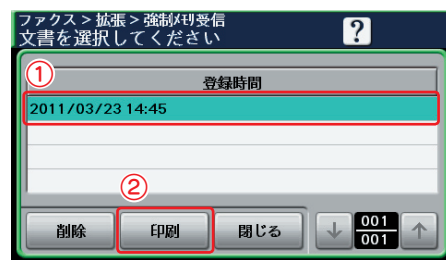 ファクス > 拡張 > 強制ﾒﾓﾘ受信
文書を選択してください
?
①
登録時間
2011/03/23 14:45
②
削除 印刷 閉じる ↓ 001 ↑
001